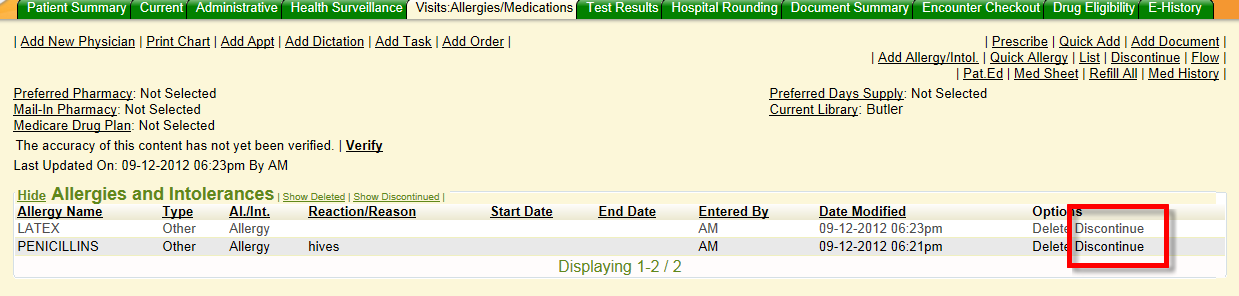 Patient Summary Current Administrative Health Surveillance Visits:Allergies/Medications Test Results Hospital Rounding Document Summary Encounter Checkout Drug Eligibility E-History
| Add New Physician | Print Chart | Add Appt | Add Dictation | Add Task | Add Order |
| Prescribe | Quick Add | Add Document |
| Add Allergy/Intol. | Quick Allergy | List | Discontinue | Flow |
| Pat.Ed | Med Sheet | Refill All | Med History |
Preferred Pharmacy: Not Selected
Preferred Days Supply: Not Selected
Mail-In Pharmacy: Not Selected
Current Library: Butler
Medicare Drug Plan: Not Selected
The accuracy of this content has not yet been verified. | Verify
Last Updated On: 09-12-2012 06:23pm By AM
Hide Allergies and Intolerances | Show Deleted | Show Discontinued |
Allergy Name Type Al./Int. Reaction/Reason Start Date End Date Entered By Date Modified Options
LATEX Other Allergy AM 09-12-2012 06:23pm Delete Discontinue
PENICILLINS Other Allergy hives AM 09-12-2012 06:21pm Delete Discontinue
Displaying 1-2 / 2